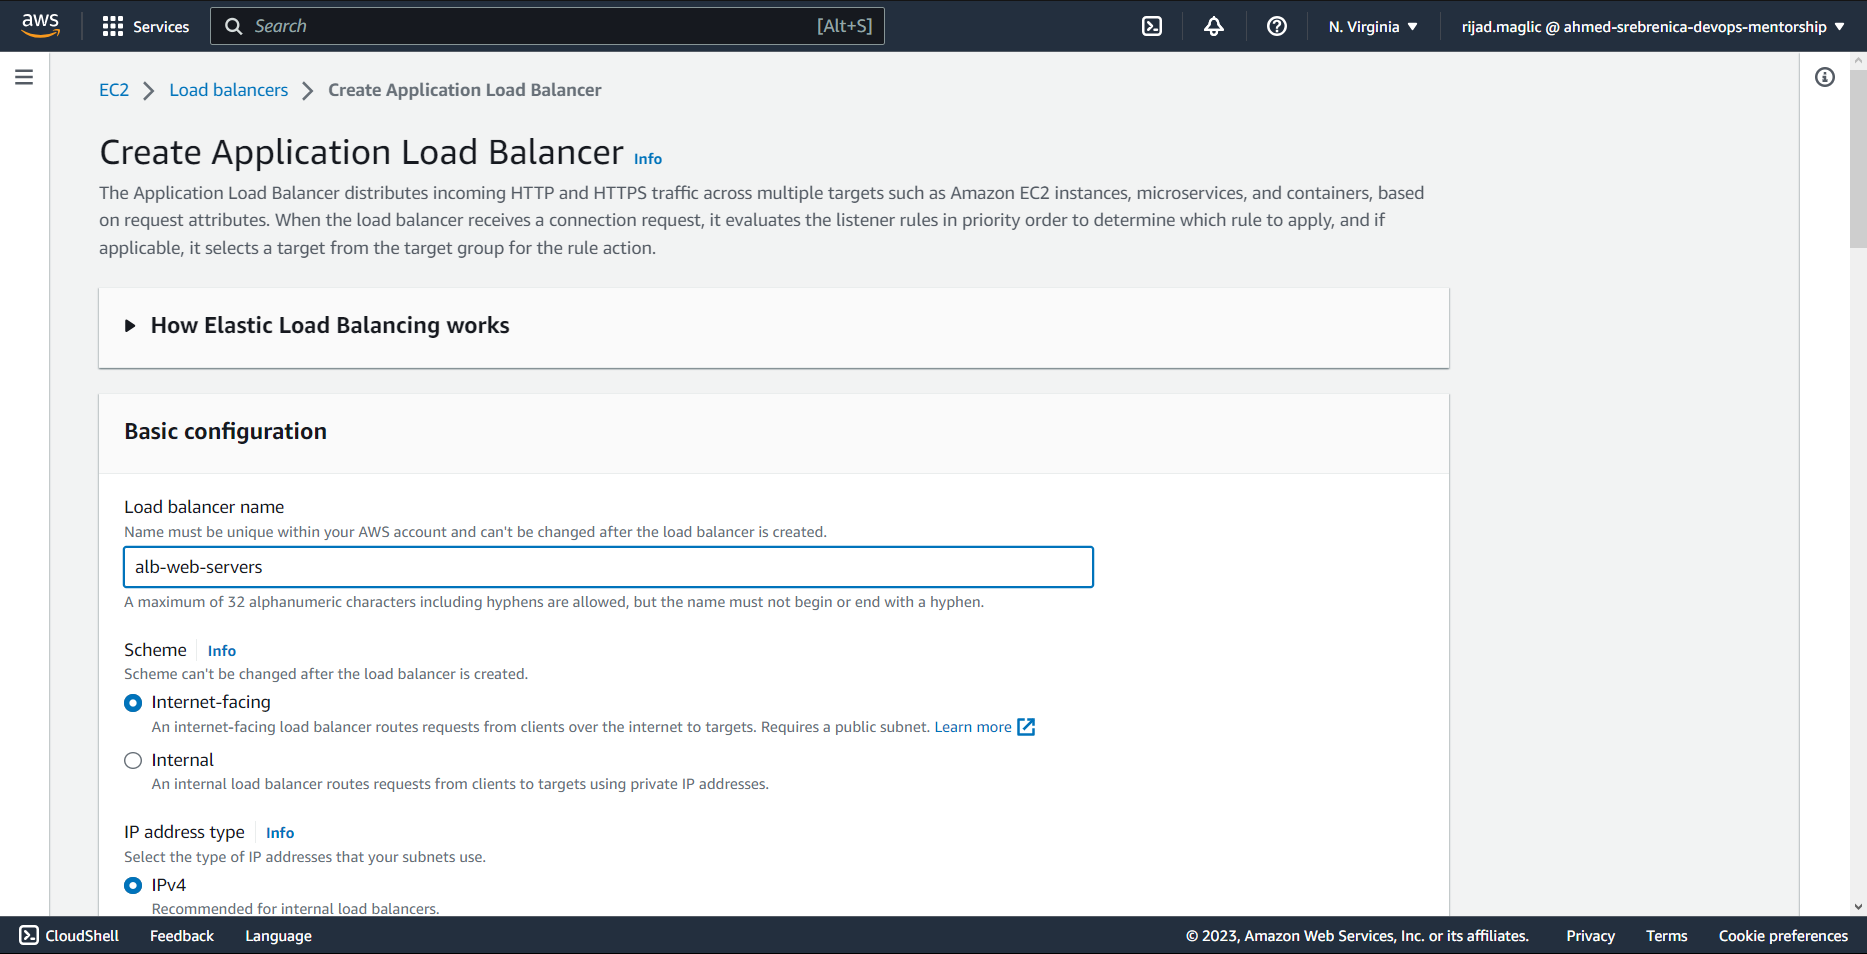 aws
Services
Search
[Alt+S]
N. Virginia
rijad.maglic @ ahmed-srebrenica-devops-mentorship
EC2 > Load balancers > Create Application Load Balancer
Create Application Load Balancer Info
The Application Load Balancer distributes incoming HTTP and HTTPS traffic across multiple targets such as Amazon EC2 instances, microservices, and containers, based
on request attributes. When the load balancer receives a connection request, it evaluates the listener rules in priority order to determine which rule to apply, and if
applicable, it selects a target from the target group for the rule action.
How Elastic Load Balancing works
Basic configuration
Load balancer name
Name must be unique within your AWS account and can't be changed after the load balancer is created.
alb-web-servers
A maximum of 32 alphanumeric characters including hyphens are allowed, but the name must not begin or end with a hyphen.
Scheme Info
Scheme can't be changed after the load balancer is created.
Internet-facing
An internet-facing load balancer routes requests from clients over the internet to targets. Requires a public subnet. Learn more
Internal
An internal load balancer routes requests from clients to targets using private IP addresses.
IP address type Info
Select the type of IP addresses that your subnets use.
IPv4
Recommended for internal load balancers.
CloudShell
Feedback
Language
© 2023, Amazon Web Services, Inc. or its affiliates.
Privacy
Terms
Cookie preferences